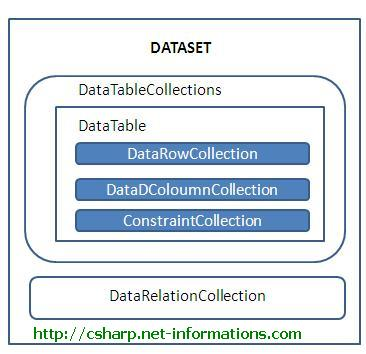 DATASET
DataTableCollections
DataTable
DataRowCollection
DataDColoumnCollection
ConstraintCollection
DataRelationCollection
http://csharp.net-informations.com